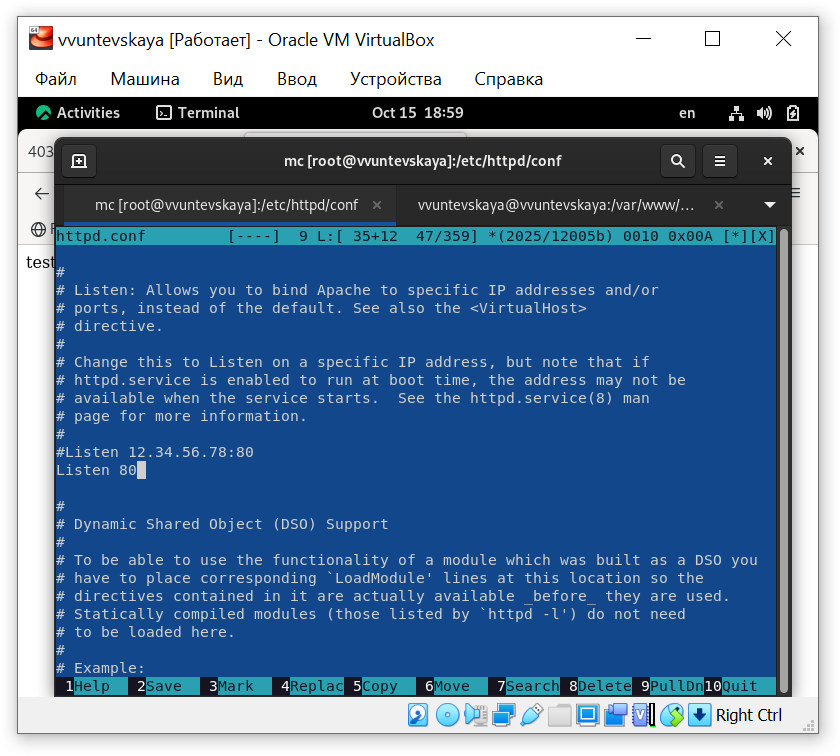 vvuntevskaya [Работает] - Oracle VM VirtualBox
Файл Машина Вид Ввод Устройства Справка
Activities Terminal Oct 15 18:59 en
403
mc [root@vvuntevskaya]:/etc/httpd/conf
mc [root@vvuntevskaya]:/etc/httpd/conf × vvuntevskaya@vvuntevskaya:/var/www/... ×
test
httpd.conf [----] 9 L:[ 35+12 47/359] *(2025/12005b) 0010 0x00A [*][X]
#
# Listen: Allows you to bind Apache to specific IP addresses and/or
# ports, instead of the default. See also the <VirtualHost>
# directive.
#
# Change this to Listen on a specific IP address, but note that if
# httpd.service is enabled to run at boot time, the address may not be
# available when the service starts.  See the httpd.service(8) man
# page for more information.
#
#Listen 12.34.56.78:80
Listen 80
#
# Dynamic Shared Object (DSO) Support
#
# To be able to use the functionality of a module which was built as a DSO you
# have to place corresponding `LoadModule' lines at this location so the
# directives contained in it are actually available _before_ they are used.
# Statically compiled modules (those listed by `httpd -l') do not need
# to be loaded here.
#
# Example:
1Help 2Save 3Mark 4Replac 5Copy 6Move 7Search 8Delete 9PullDn 10Quit
Right Ctrl